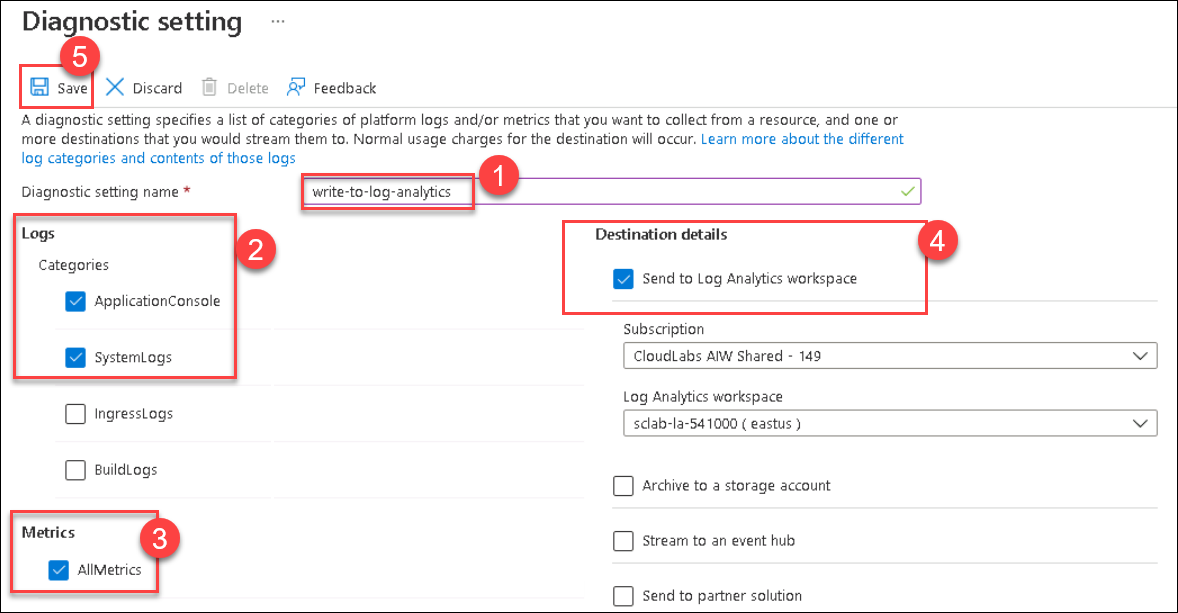 Diagnostic setting ...
5
Save Discard Delete Feedback
A diagnostic setting specifies a list of categories of platform logs and/or metrics that you want to collect from a resource, and one or
more destinations that you would stream them to. Normal usage charges for the destination will occur. Learn more about the different
log categories and contents of those logs
1
Diagnostic setting name * write-to-log-analytics
Logs
2
Categories
ApplicationConsole
SystemLogs
IngressLogs
BuildLogs
Metrics
3
AllMetrics
Destination details
4
Send to Log Analytics workspace
Subscription
CloudLabs AIW Shared - 149
Log Analytics workspace
sclab-la-541000 ( eastus )
Archive to a storage account
Stream to an event hub
Send to partner solution